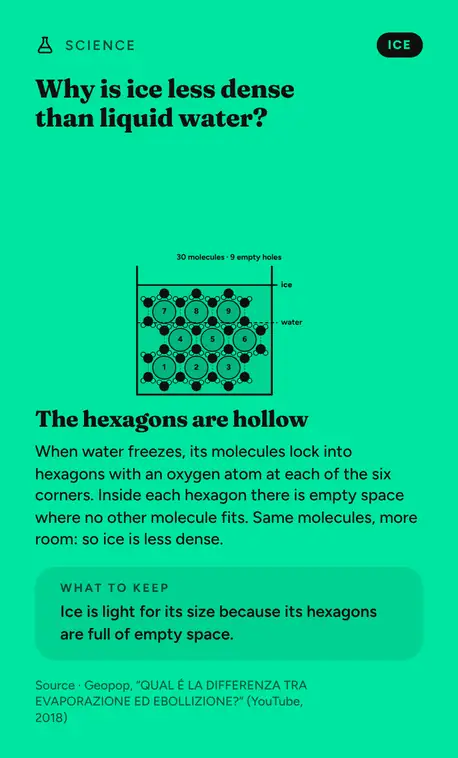 SCIENCE
ICE
Why is ice less dense
than liquid water?
30 molecules · 9 empty holes
ice
7 8 9
water
4 5 6
1 2 3
The hexagons are hollow
When water freezes, its molecules lock into
hexagons with an oxygen atom at each of the six
corners. Inside each hexagon there is empty space
where no other molecule fits. Same molecules, more
room: so ice is less dense.
WHAT TO KEEP
Ice is light for its size because its hexagons
are full of empty space.
Source · Geopop, “QUAL È LA DIFFERENZA TRA
EVAPORAZIONE ED EBOLLIZIONE?” (YouTube,
2018)